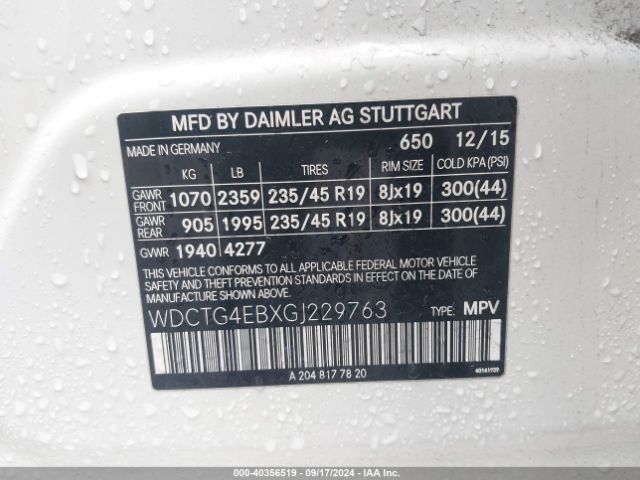 MFD BY DAIMLER AG STUTTGART
MADE IN GERMANY 650 12/15
KG LB TIRES RIM SIZE COLD KPA (PSI)
GAWR FRONT 1070 2359 235/45 R19 8Jx19 300(44)
GAWR REAR 905 1995 235/45 R19 8Jx19 300(44)
GVWR 1940 4277
THIS VEHICLE CONFORMS TO ALL APPLICABLE FEDERAL MOTOR VEHICLE
SAFETY THEFT PREVENTION STANDARDS IN EFFECT ON THE DATE OF
MANUFACTURE SHOWN ABOVE.
WDCTG4EBXGJ229763 TYPE: MPV
A 204 817 78 20
000-40356519 - 09/17/2024 - IAA Inc.